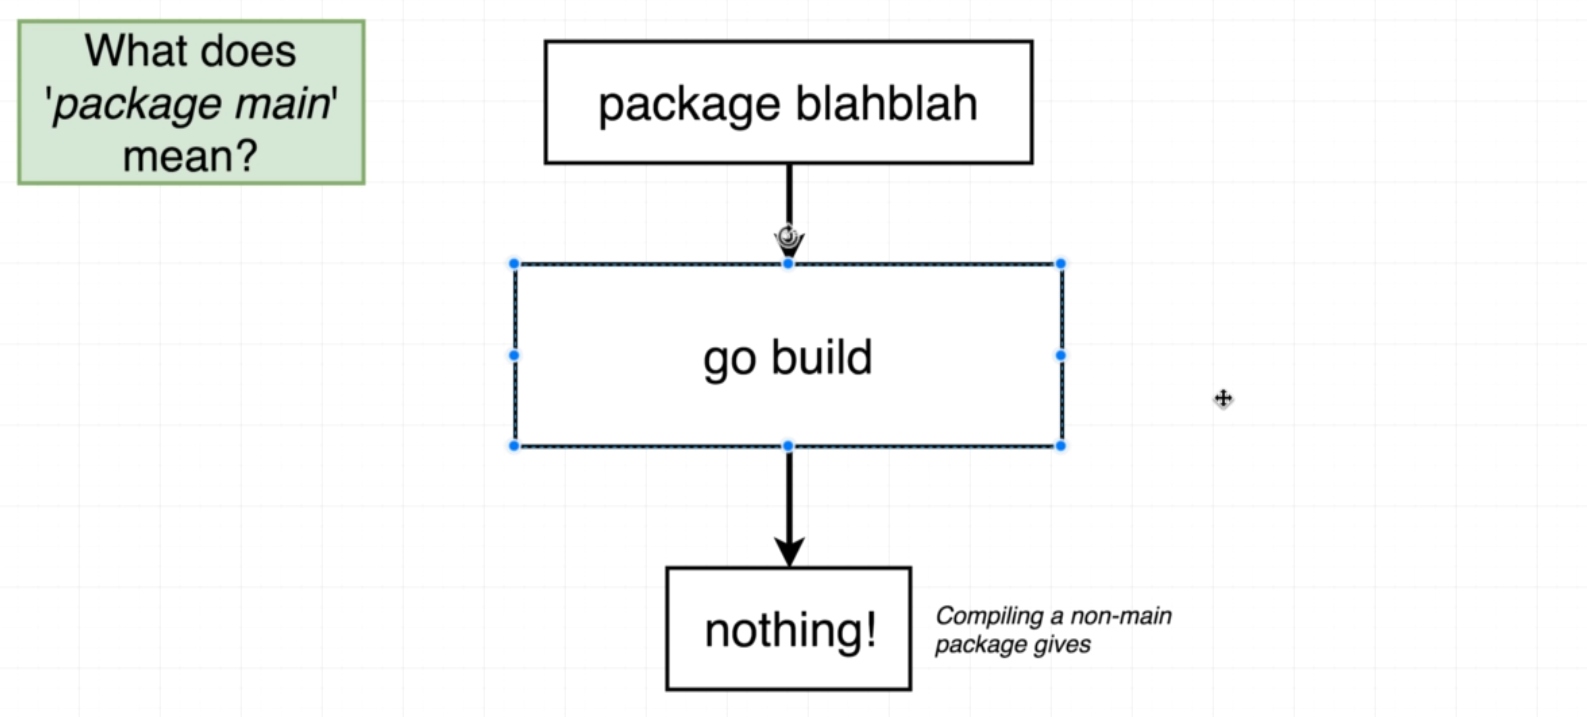 What does
'package main'
mean?
package blahblah
go build
nothing!
Compiling a non-main
package gives